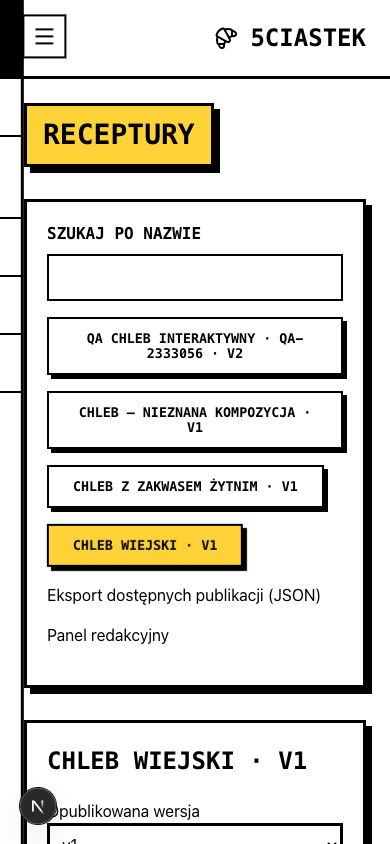 5CIASTEK
RECEPTURY
SZUKAJ PO NAZWIE
QA CHLEB INTERAKTYWNY · QA-
2333056 · V2
CHLEB — NIEZNANA KOMPOZYCJA ·
V1
CHLEB Z ZAKWASEM ŻYTNIM · V1
CHLEB WIEJSKI · V1
Eksport dostępnych publikacji (JSON)
Panel redakcyjny
CHLEB WIEJSKI · V1
Opublikowana wersja
v1
N